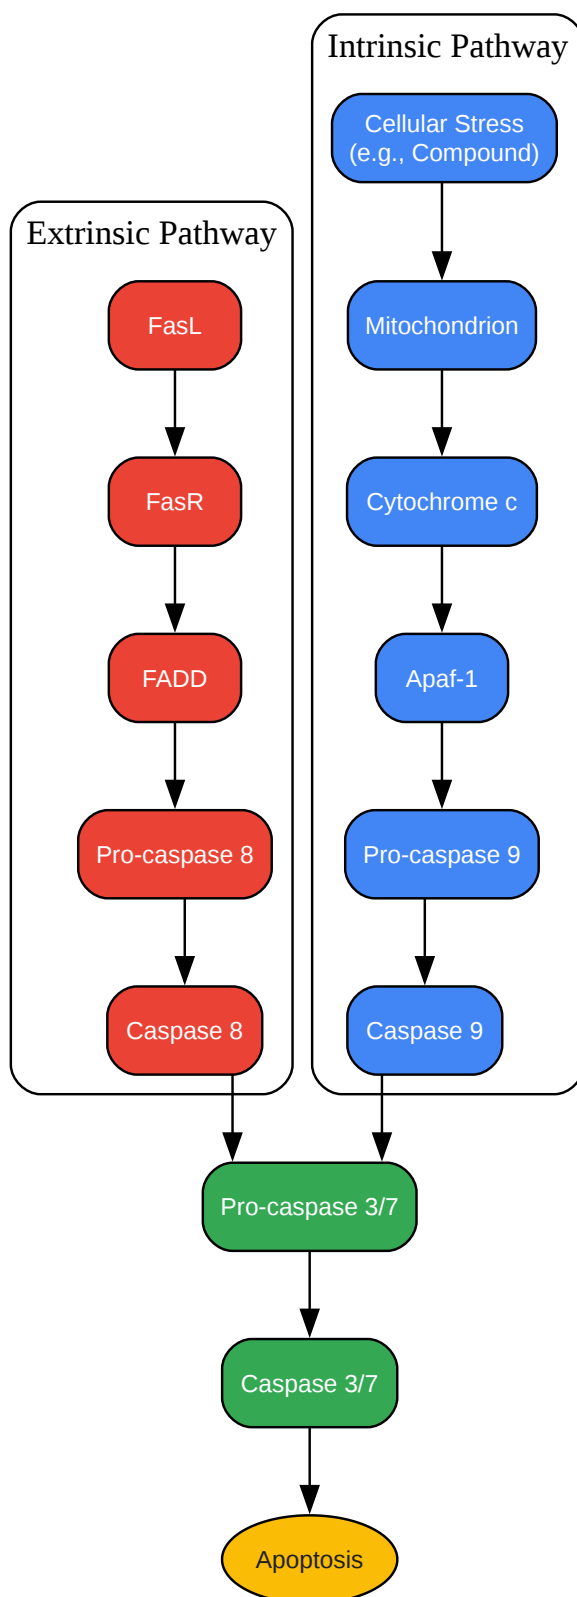 Intrinsic Pathway
Cellular Stress
(e.g., Compound)
Mitochondrion
Cytochrome c
Apaf-1
Pro-caspase 9
Caspase 9
Extrinsic Pathway
FasL
FasR
FADD
Pro-caspase 8
Caspase 8
Pro-caspase 3/7
Caspase 3/7
Apoptosis